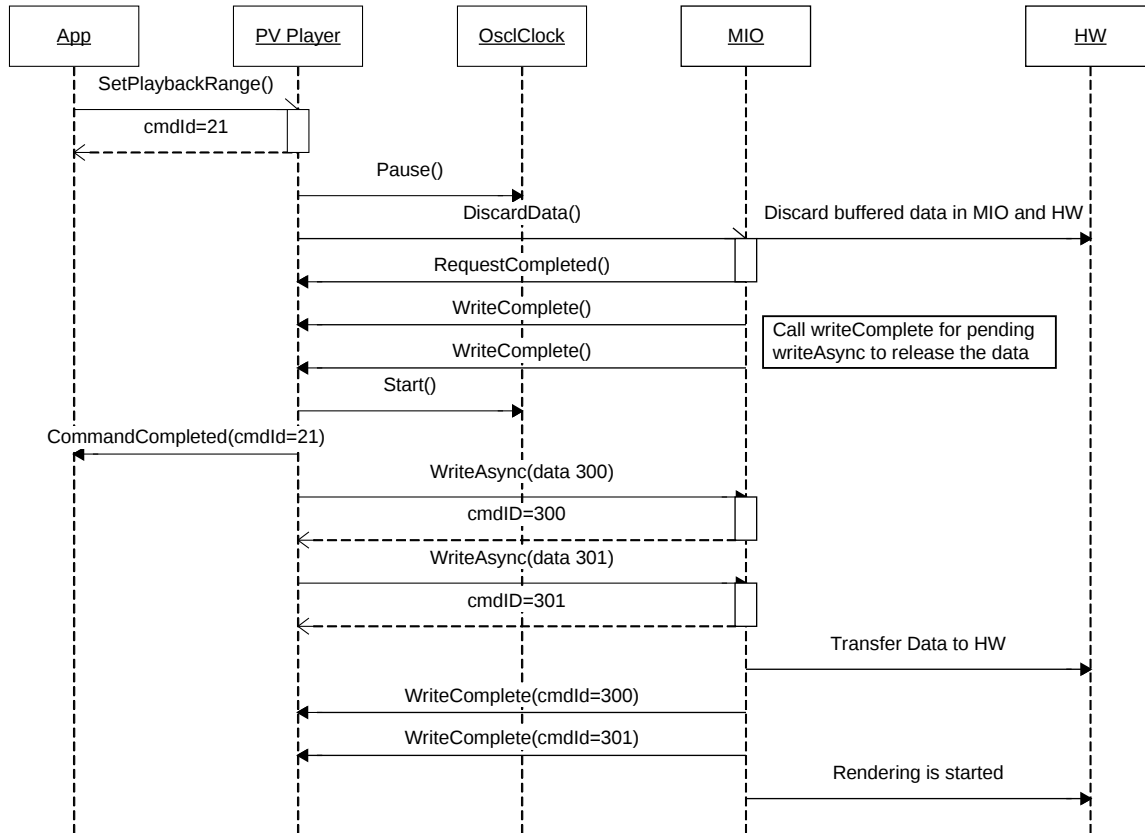 App
PV Player
OsclClock
MIO
HW
SetPlaybackRange()
cmdId=21
Pause()
DiscardData()
Discard buffered data in MIO and HW
RequestCompleted()
WriteComplete()
Call writeComplete for pending
writeAsync to release the data
WriteComplete()
Start()
CommandCompleted(cmdId=21)
WriteAsync(data 300)
cmdID=300
WriteAsync(data 301)
cmdID=301
Transfer Data to HW
WriteComplete(cmdId=300)
WriteComplete(cmdId=301)
Rendering is started